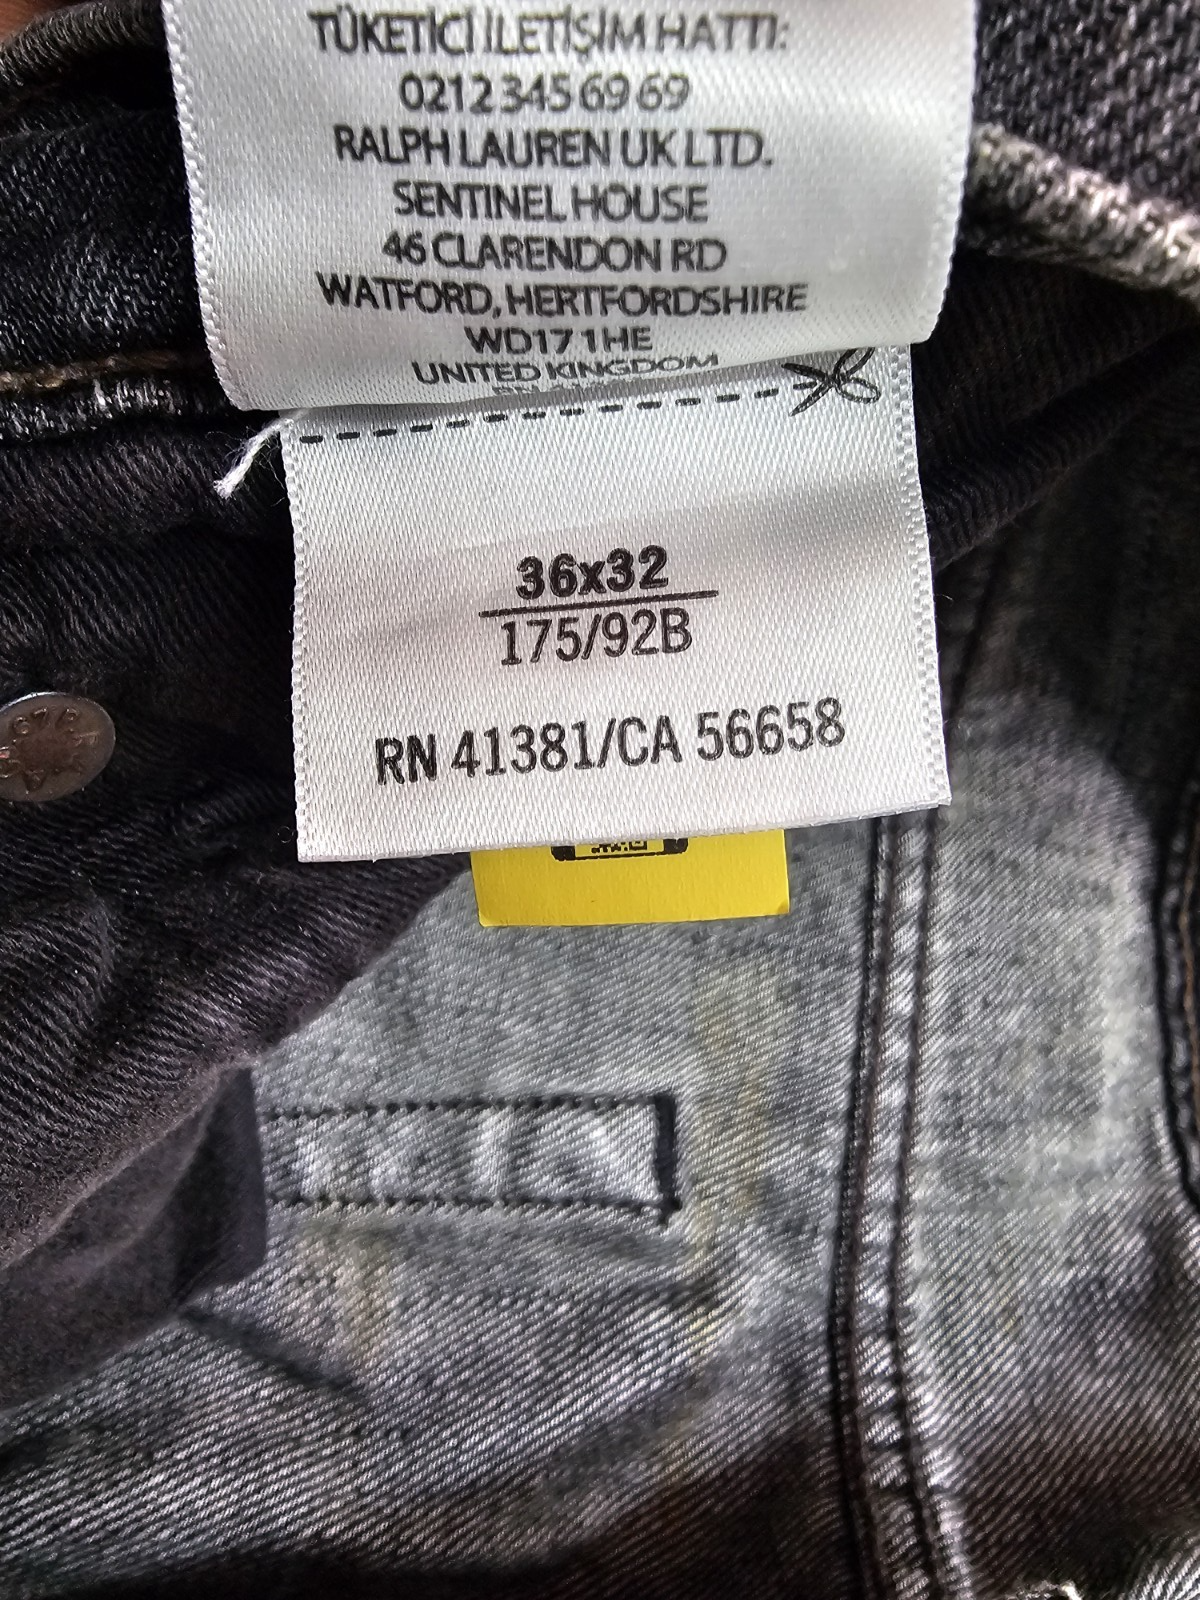 TÜKETİCİ İLETİŞİM HATTI:
0212 345 69 69
RALPH LAUREN UK LTD.
SENTINEL HOUSE
46 CLARENDON RD
WATFORD, HERTFORDSHIRE
WD17 1HE
UNITED KINGDOM
36x32
175/92B
RN 41381/CA 56658